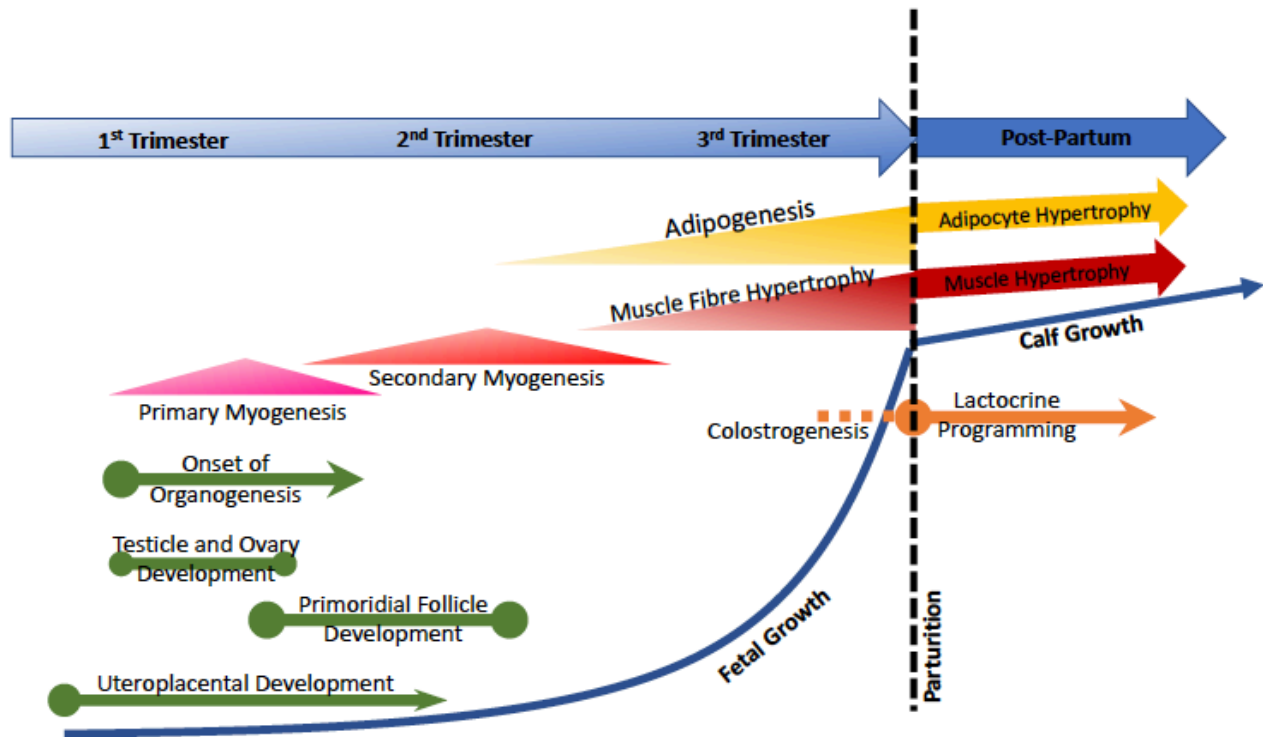 1st Trimester
2nd Trimester
3rd Trimester
Post-Partum
Adipogenesis
Adipocyte Hypertrophy
Muscle Fibre Hypertrophy
Muscle Hypertrophy
Calf Growth
Secondary Myogenesis
Primary Myogenesis
Colostrogenesis
Lactocrine
Programming
Onset of
Organogenesis
Testicle and Ovary
Development
Primoridial Follicle
Development
Fetal Growth
Parturition
Uteroplacental Development